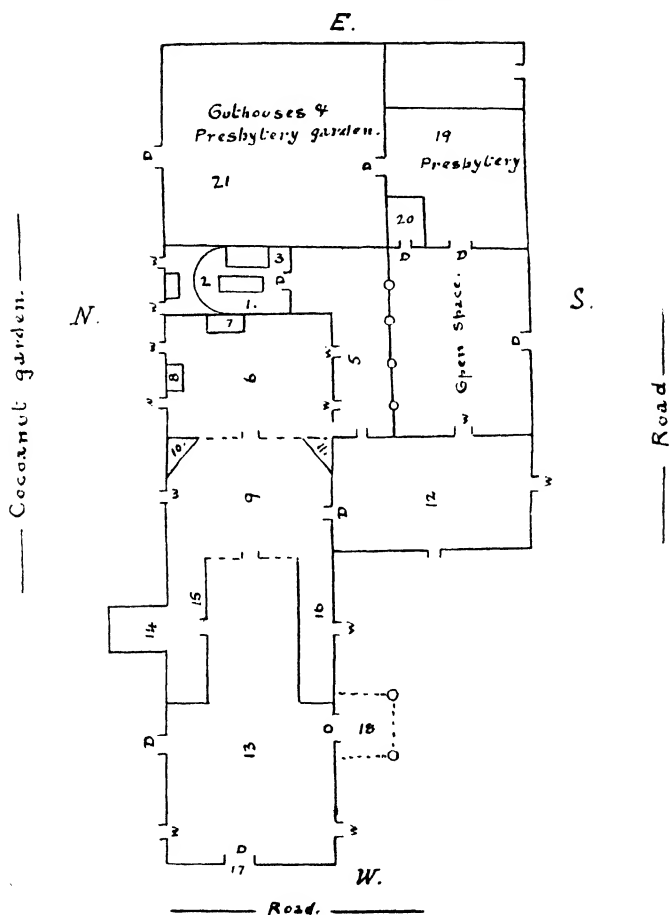 E.
Outhouses &
Presbytery garden.
21
D
D
19
Presbytery
20
D
D
W
W
2
3
D
1.
7
N.
S.
Cocoanut garden.
Road
Open Space.
D
W
W
8
6
W
W
5
W
N
10.
11.
W
9
D
12
W
15
16
14
W
D
13
D
18
W
W
D
17
W.
Road.